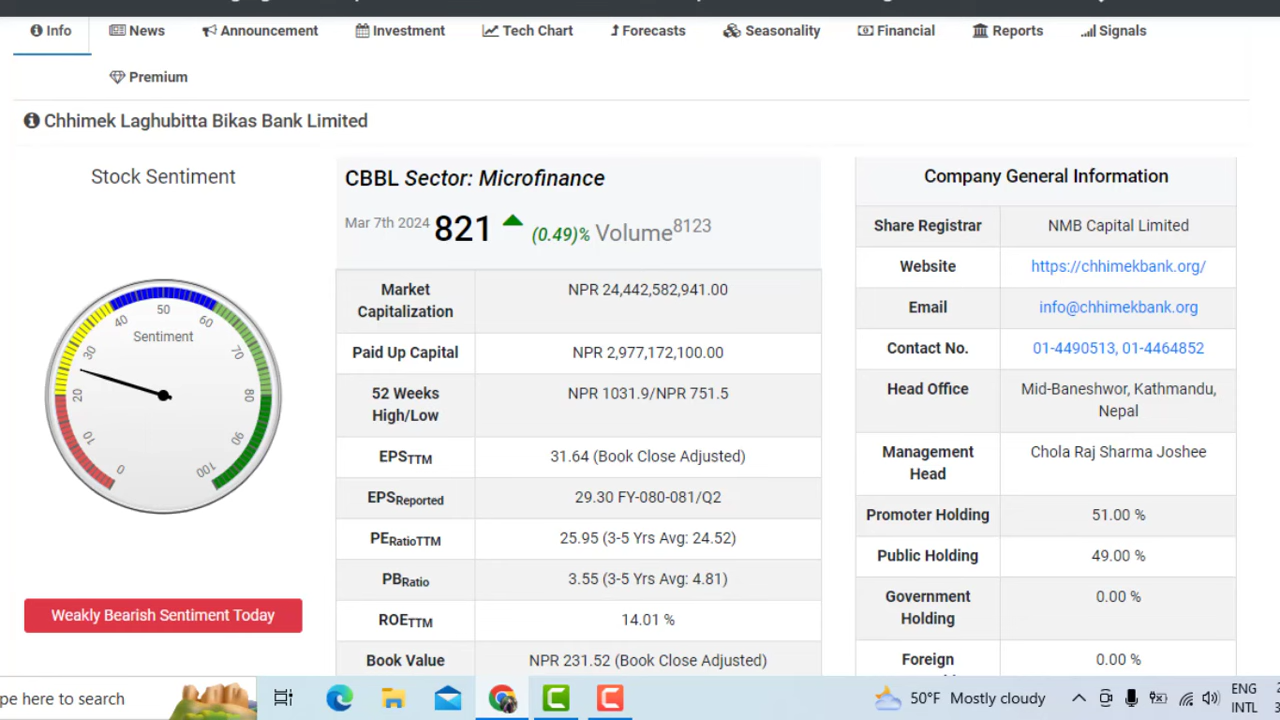 Info News Announcement Investment Tech Chart Forecasts Seasonality Financial Reports Signals
Premium
Chhimek Laghubitta Bikas Bank Limited
Stock Sentiment
0 10 20 30 40 50 60 70 80 90 100
Sentiment
Weakly Bearish Sentiment Today
CBBL Sector: Microfinance
Mar 7th 2024 821 (0.49)% Volume 8123
Market Capitalization NPR 24,442,582,941.00
Paid Up Capital NPR 2,977,172,100.00
52 Weeks High/Low NPR 1031.9/NPR 751.5
EPSTTM 31.64 (Book Close Adjusted)
EPSReported 29.30 FY-080-081/Q2
PERatioTTM 25.95 (3-5 Yrs Avg: 24.52)
PBRatio 3.55 (3-5 Yrs Avg: 4.81)
ROETTM 14.01 %
Book Value NPR 231.52 (Book Close Adjusted)
Company General Information
Share Registrar NMB Capital Limited
Website https://chhimekbank.org/
Email info@chhimekbank.org
Contact No. 01-4490513, 01-4464852
Head Office Mid-Baneshwor, Kathmandu, Nepal
Management Head Chola Raj Sharma Joshee
Promoter Holding 51.00 %
Public Holding 49.00 %
Government Holding 0.00 %
Foreign 0.00 %
pe here to search
50°F Mostly cloudy
ENG
INTL